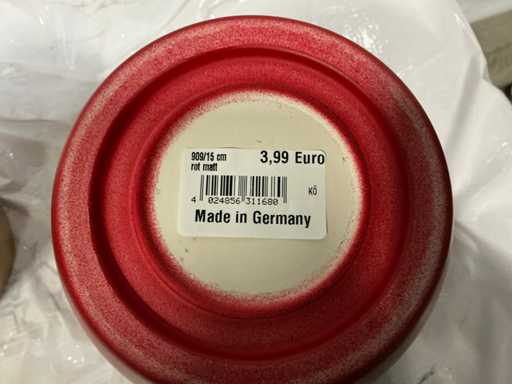 909/15 cm 3,99 Euro
rot matt
KÖ
4 024856 311680
Made in Germany